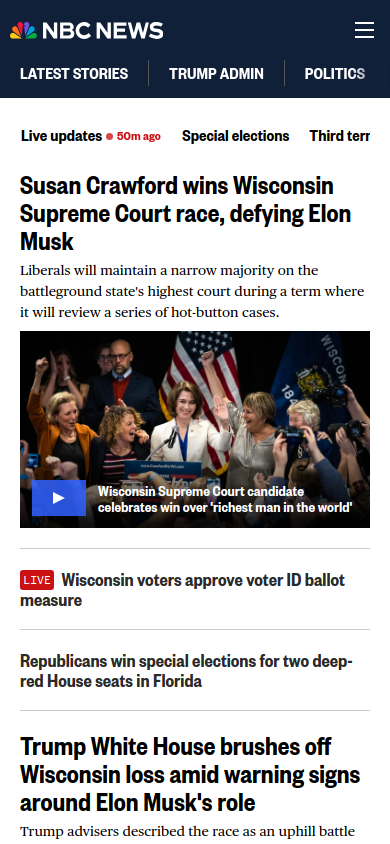 NBC NEWS
LATEST STORIES TRUMP ADMIN POLITICS
Live updates 50m ago Special elections Third
Susan Crawford wins Wisconsin
Supreme Court race, defying Elon
Musk
Liberals will maintain a narrow majority on the
battleground state's highest court during a term where
it will review a series of hot-button cases.
WISCON
184
Wisconsin Supreme Court candidate
celebrates win over 'richest man in the world'
LIVE Wisconsin voters approve voter ID ballot
measure
Republicans win special elections for two deep-
red House seats in Florida
Trump White House brushes off
Wisconsin loss amid warning signs
around Elon Musk's role
Trump advisers described the race as an uphill battle